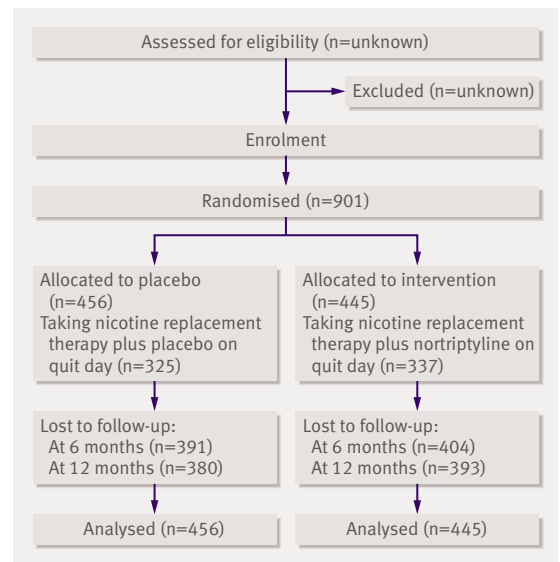 Assessed for eligibility (n=unknown)
Excluded (n=unknown)
Enrolment
Randomised (n=901)
Allocated to placebo
(n=456)
Taking nicotine replacement
therapy plus placebo on
quit day (n=325)
Allocated to intervention
(n=445)
Taking nicotine replacement
therapy plus nortriptyline on
quit day (n=337)
Lost to follow-up:
At 6 months (n=391)
At 12 months (n=380)
Lost to follow-up:
At 6 months (n=404)
At 12 months (n=393)
Analysed (n=456)
Analysed (n=445)